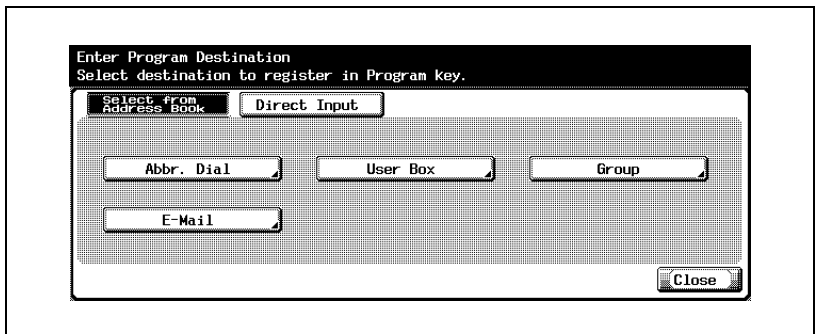 Enter Program Destination
Select destination to register in Program key.
Select from
Address Book
Direct Input
Abbr. Dial
User Box
Group
E-Mail
Close